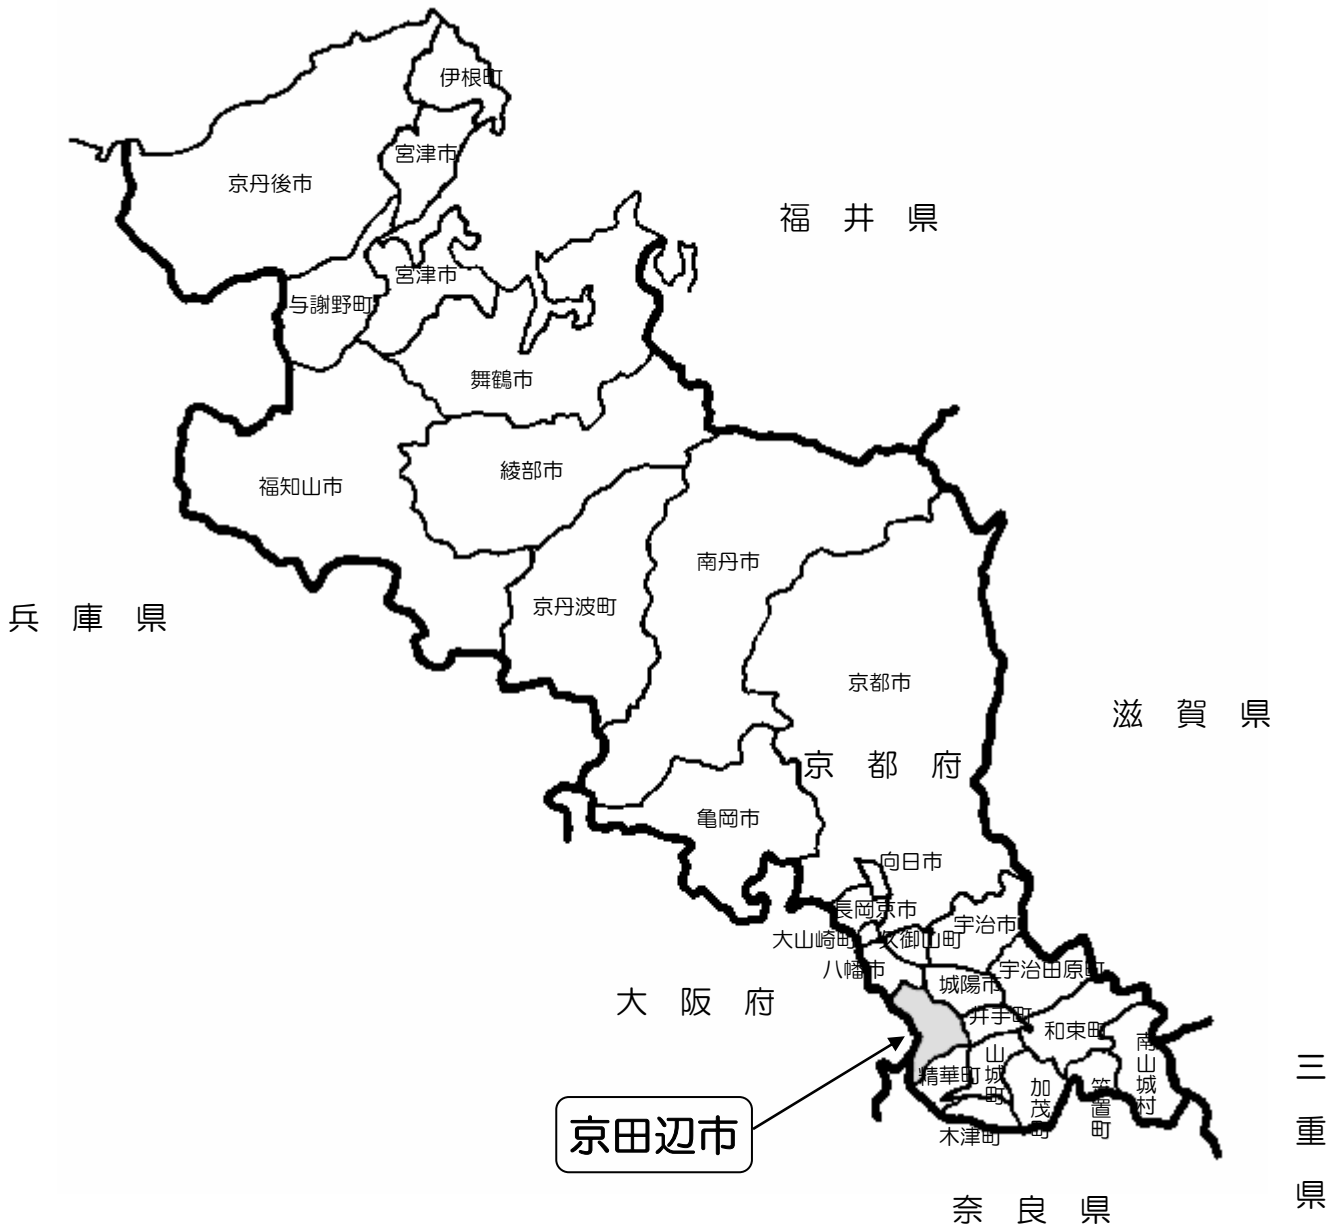 伊根町
宮津市
京丹後市
福井県
宮津市
与謝野町
舞鶴市
綾部市
福知山市
南丹市
京丹波町
兵庫県
京都市
滋賀県
京都府
亀岡市
向日市
長岡京市
宇治市
大山崎町
久御山町
八幡市
宇治田原町
城陽市
大阪府
井手町
和束町
南山城村
山城町
精華町
加茂町
笠置町
三重県
京田辺市
木津町
奈良県